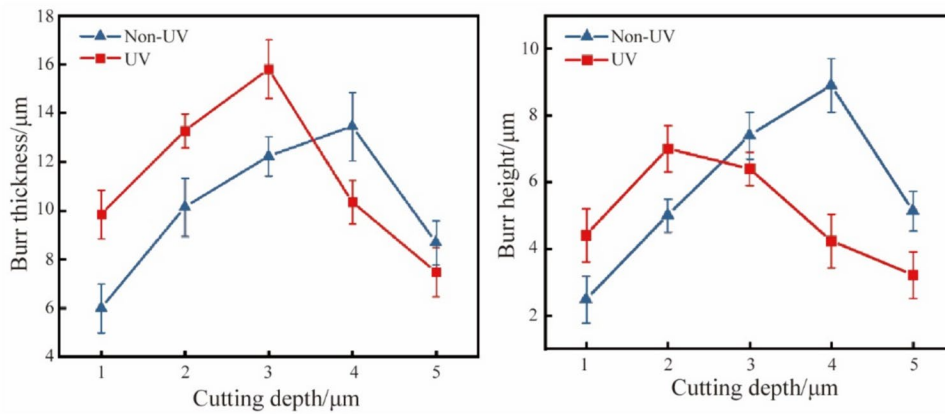 Burr thickness/μm
18
16
14
12
10
8
6
4
Non-UV
UV
1 2 3 4 5
Cutting depth/μm
Burr height/μm
10
8
6
4
2
Non-UV
UV
1 2 3 4 5
Cutting depth/μm